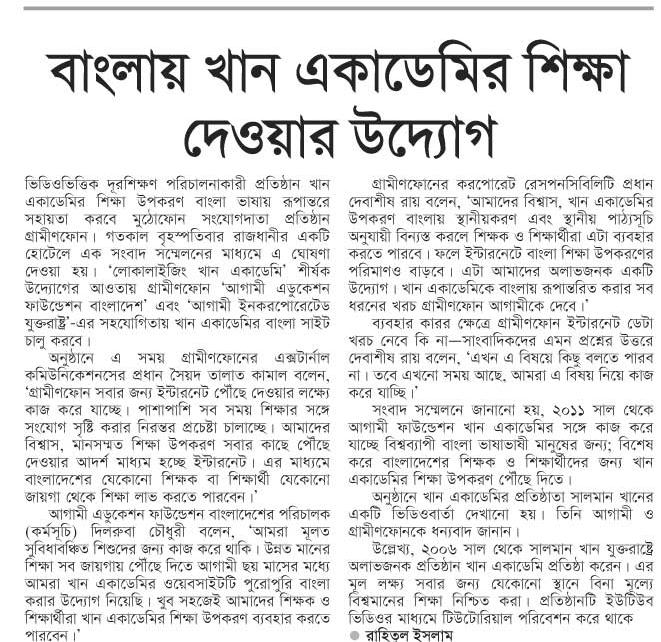 বাংলায় খান একাডেমির শিক্ষা
দেওয়ার উদ্যোগ
ভিডিওভিত্তিক দূরশিক্ষণ পরিচালনাকারী প্রতিষ্ঠান খান
একাডেমির শিক্ষা উপকরণ বাংলা ভাষায় রূপান্তরে
সহায়তা করবে মুঠোফোন সংযোগদাতা প্রতিষ্ঠান
গ্রামীণফোন। গতকাল বৃহস্পতিবার রাজধানীর একটি
হোটেলে এক সংবাদ সম্মেলনের মাধ্যমে এ ঘোষণা
দেওয়া হয়। ‘লোকালাইজিং খান একাডেমি’ শীর্ষক
উদ্যোগের আওতায় গ্রামীণফোন ‘আগামী এডুকেশন
ফাউন্ডেশন বাংলাদেশ’ এবং ‘আগামী ইনকরপোরেটেড
যুক্তরাষ্ট্র’-এর সহযোগিতায় খান একাডেমির বাংলা সাইট
চালু করবে।
অনুষ্ঠানে এ সময় গ্রামীণফোনের এক্সটার্নাল
কমিউনিকেশনসের প্রধান সৈয়দ তালাত কামাল বলেন,
‘গ্রামীণফোন সবার জন্য ইন্টারনেট পৌঁছে দেওয়ার লক্ষ্যে
কাজ করে যাচ্ছে। পাশাপাশি সব সময় শিক্ষার সঙ্গে
সংযোগ সৃষ্টি করার নিরন্তর প্রচেষ্টা চালাচ্ছে। আমাদের
বিশ্বাস, মানসম্মত শিক্ষা উপকরণ সবার কাছে পৌঁছে
দেওয়ার আদর্শ মাধ্যম হচ্ছে ইন্টারনেট। এর মাধ্যমে
বাংলাদেশের যেকোনো শিক্ষক বা শিক্ষার্থী যেকোনো
জায়গা থেকে শিক্ষা লাভ করতে পারবেন।’
আগামী এডুকেশন ফাউন্ডেশন বাংলাদেশের পরিচালক
(কর্মসূচি) দিলরুবা চৌধুরী বলেন, ‘আমরা মূলত
সুবিধাবঞ্চিত শিশুদের জন্য কাজ করে থাকি। উন্নত মানের
শিক্ষা সব জায়গায় পৌঁছে দিতে আগামী ছয় মাসের মধ্যে
আমরা খান একাডেমির ওয়েবসাইটটি পুরোপুরি বাংলা
করার উদ্যোগ নিয়েছি। খুব সহজেই আমাদের শিক্ষক ও
শিক্ষার্থীরা খান একাডেমির শিক্ষা উপকরণ ব্যবহার করতে
পারবেন।’
গ্রামীণফোনের করপোরেট রেসপনসিবিলিটি প্রধান
দেবাশীষ রায় বলেন, ‘আমাদের বিশ্বাস, খান একাডেমির
উপকরণ বাংলায় স্থানীয়করণ এবং স্থানীয় পাঠ্যসূচি
অনুযায়ী বিন্যস্ত করলে শিক্ষক ও শিক্ষার্থীরা এটা ব্যবহার
করতে পারবে। ফলে ইন্টারনেটে বাংলা শিক্ষা উপকরণের
পরিমাণও বাড়বে। এটা আমাদের অলাভজনক একটি
উদ্যোগ। খান একাডেমিকে বাংলায় রূপান্তরিত করার সব
ধরনের খরচ গ্রামীণফোন আগামীকে দেবে।’
ব্যবহার কারর ক্ষেত্রে গ্রামীণফোন ইন্টারনেট ডেটা
খরচ নেবে কি না—সাংবাদিকদের এমন প্রশ্নের উত্তরে
দেবাশীষ রায় বলেন, ‘এখন এ বিষয়ে কিছু বলতে পারব
না। তবে এখনো সময় আছে, আমরা এ বিষয় নিয়ে কাজ
করে যাচ্ছি।’
সংবাদ সম্মেলনে জানানো হয়, ২০১১ সাল থেকে
আগামী ফাউন্ডেশন খান একাডেমির সঙ্গে কাজ করে
যাচ্ছে বিশ্বব্যাপী বাংলা ভাষাভাষী মানুষের জন্য; বিশেষ
করে বাংলাদেশের শিক্ষক ও শিক্ষার্থীদের জন্য খান
একাডেমির শিক্ষা উপকরণ পৌঁছে দিতে।
অনুষ্ঠানে খান একাডেমির প্রতিষ্ঠাতা সালমান খানের
একটি ভিডিওবার্তা দেখানো হয়। তিনি আগামী ও
গ্রামীণফোনকে ধন্যবাদ জানান।
উল্লেখ্য, ২০০৬ সাল থেকে সালমান খান যুক্তরাষ্ট্রে
অলাভজনক প্রতিষ্ঠান খান একাডেমি প্রতিষ্ঠা করেন। এর
মূল লক্ষ্য সবার জন্য যেকোনো স্থানে বিনা মূল্যে
বিশ্বমানের শিক্ষা নিশ্চিত করা। প্রতিষ্ঠানটি ইউটিউব
ভিডিওর মাধ্যমে টিউটোরিয়াল পরিবেশন করে থাকে
● রাহিতুল ইসলাম